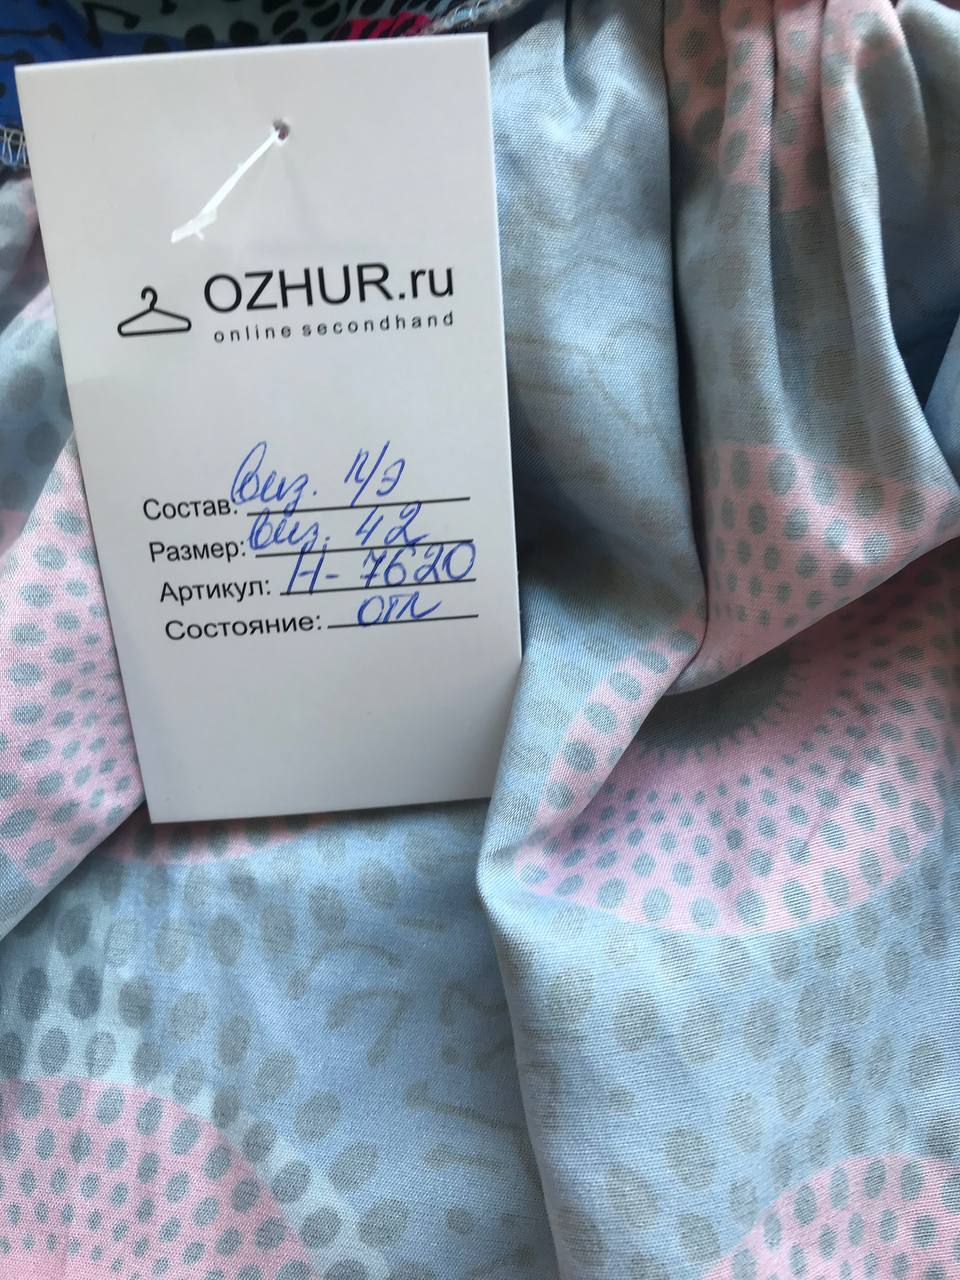 OZHUR.ru
online secondhand
Состав: виз. п/э
Размер: виз. 42
Артикул: Н-7620
Состояние: отл